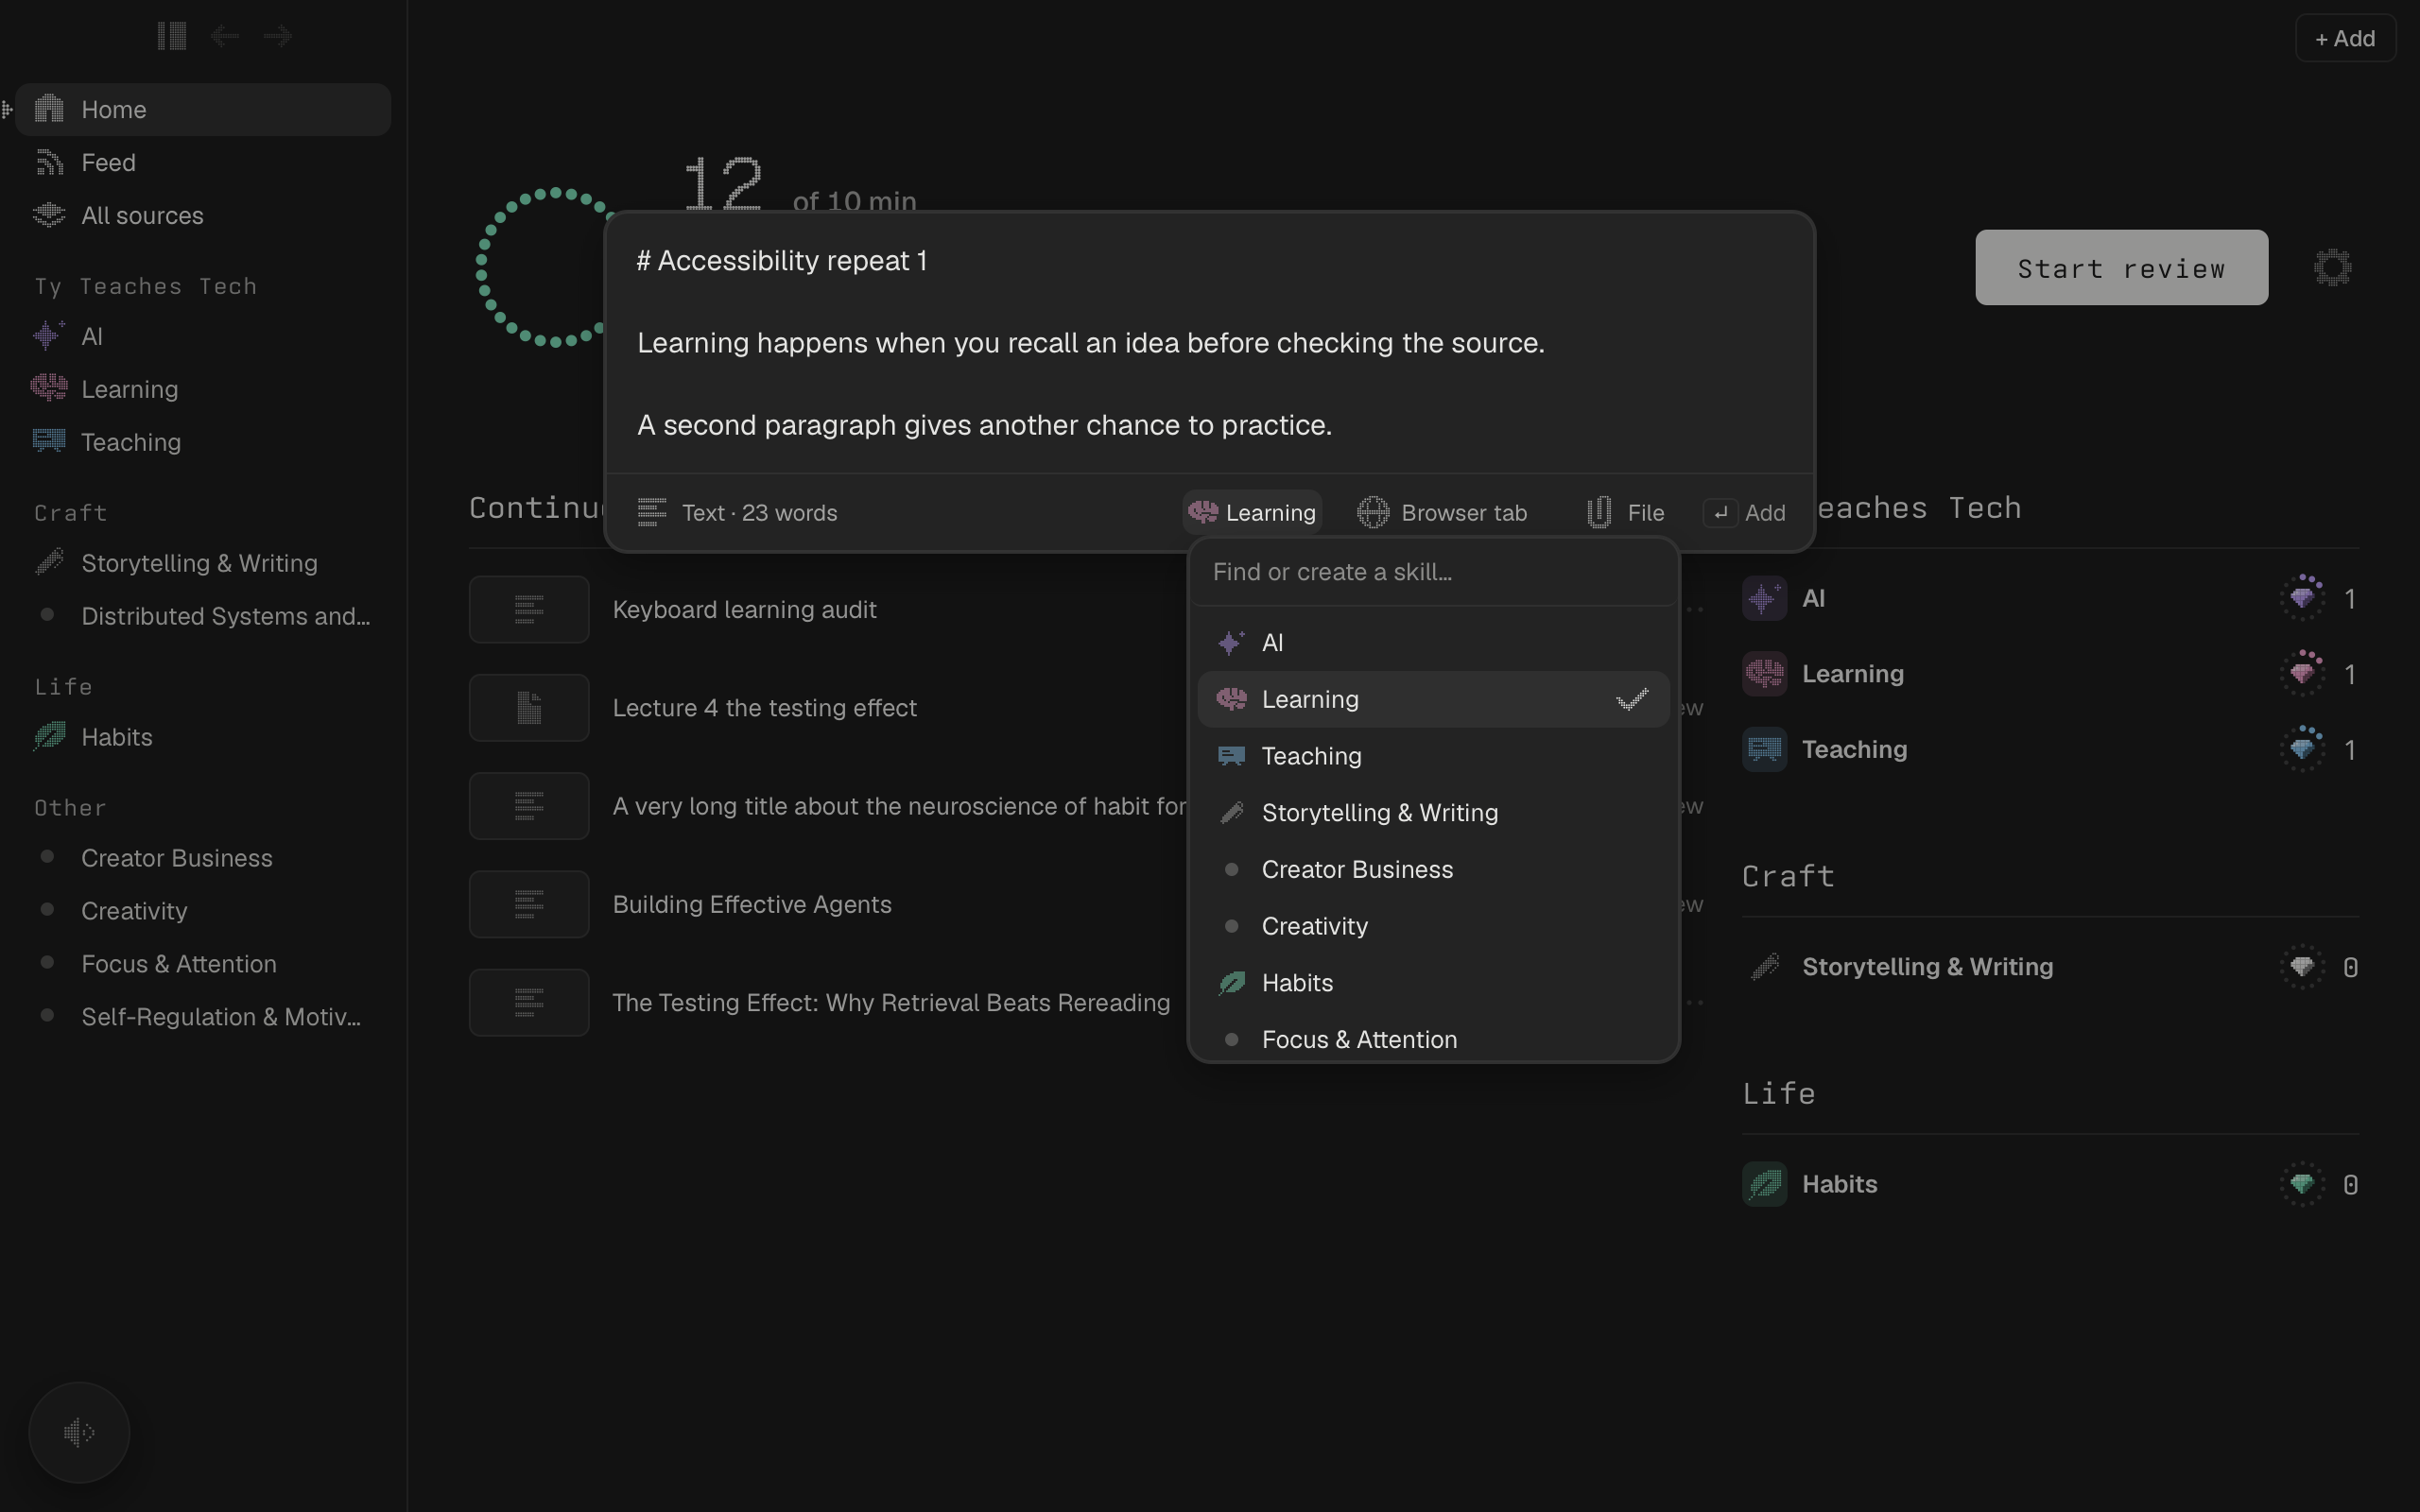 + Add
Home
Feed
All sources
Ty Teaches Tech
AI
Learning
Teaching
Craft
Storytelling & Writing
Distributed Systems and...
Life
Habits
Other
Creator Business
Creativity
Focus & Attention
Self-Regulation & Motiv...
12 of 10 min
Start review
# Accessibility repeat 1
Learning happens when you recall an idea before checking the source.
A second paragraph gives another chance to practice.
Text · 23 words
Learning
Browser tab
File
Add
Find or create a skill...
AI
Learning
Teaching
Storytelling & Writing
Creator Business
Creativity
Habits
Focus & Attention
Keyboard learning audit
Lecture 4 the testing effect
A very long title about the neuroscience of habit for
Building Effective Agents
The Testing Effect: Why Retrieval Beats Rereading
Tech
AI 1
Learning 1
Teaching 1
Craft
Storytelling & Writing 0
Life
Habits 0